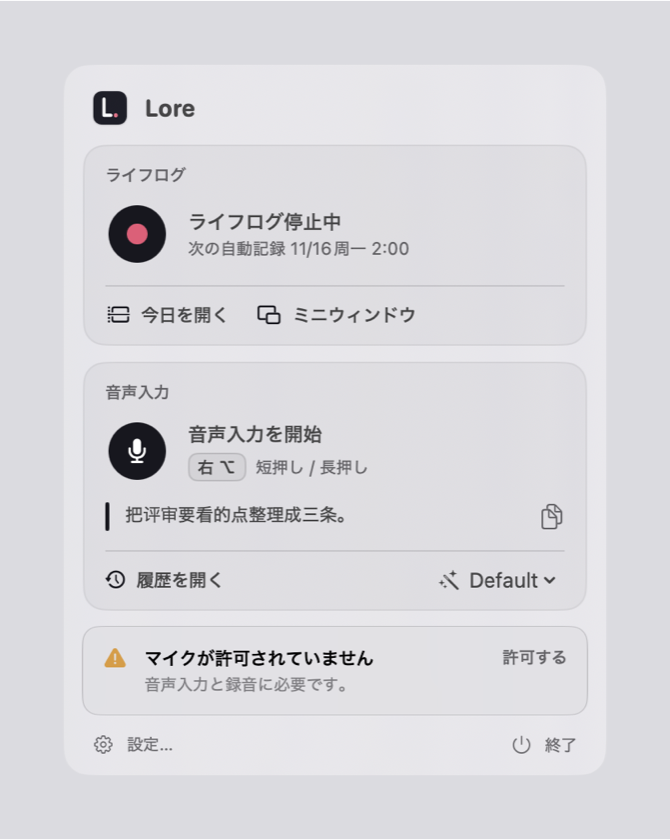 L.
Lore
ライフログ
ライフログ停止中
次の自動記録 11/16周一 2:00
今日を開く ミニウィンドウ
音声入力
音声入力を開始
右 ⌥ 短押し / 長押し
把评审要看的点整理成三条。
履歴を開く Default
マイクが許可されていません 許可する
音声入力と録音に必要です。
設定... 終了